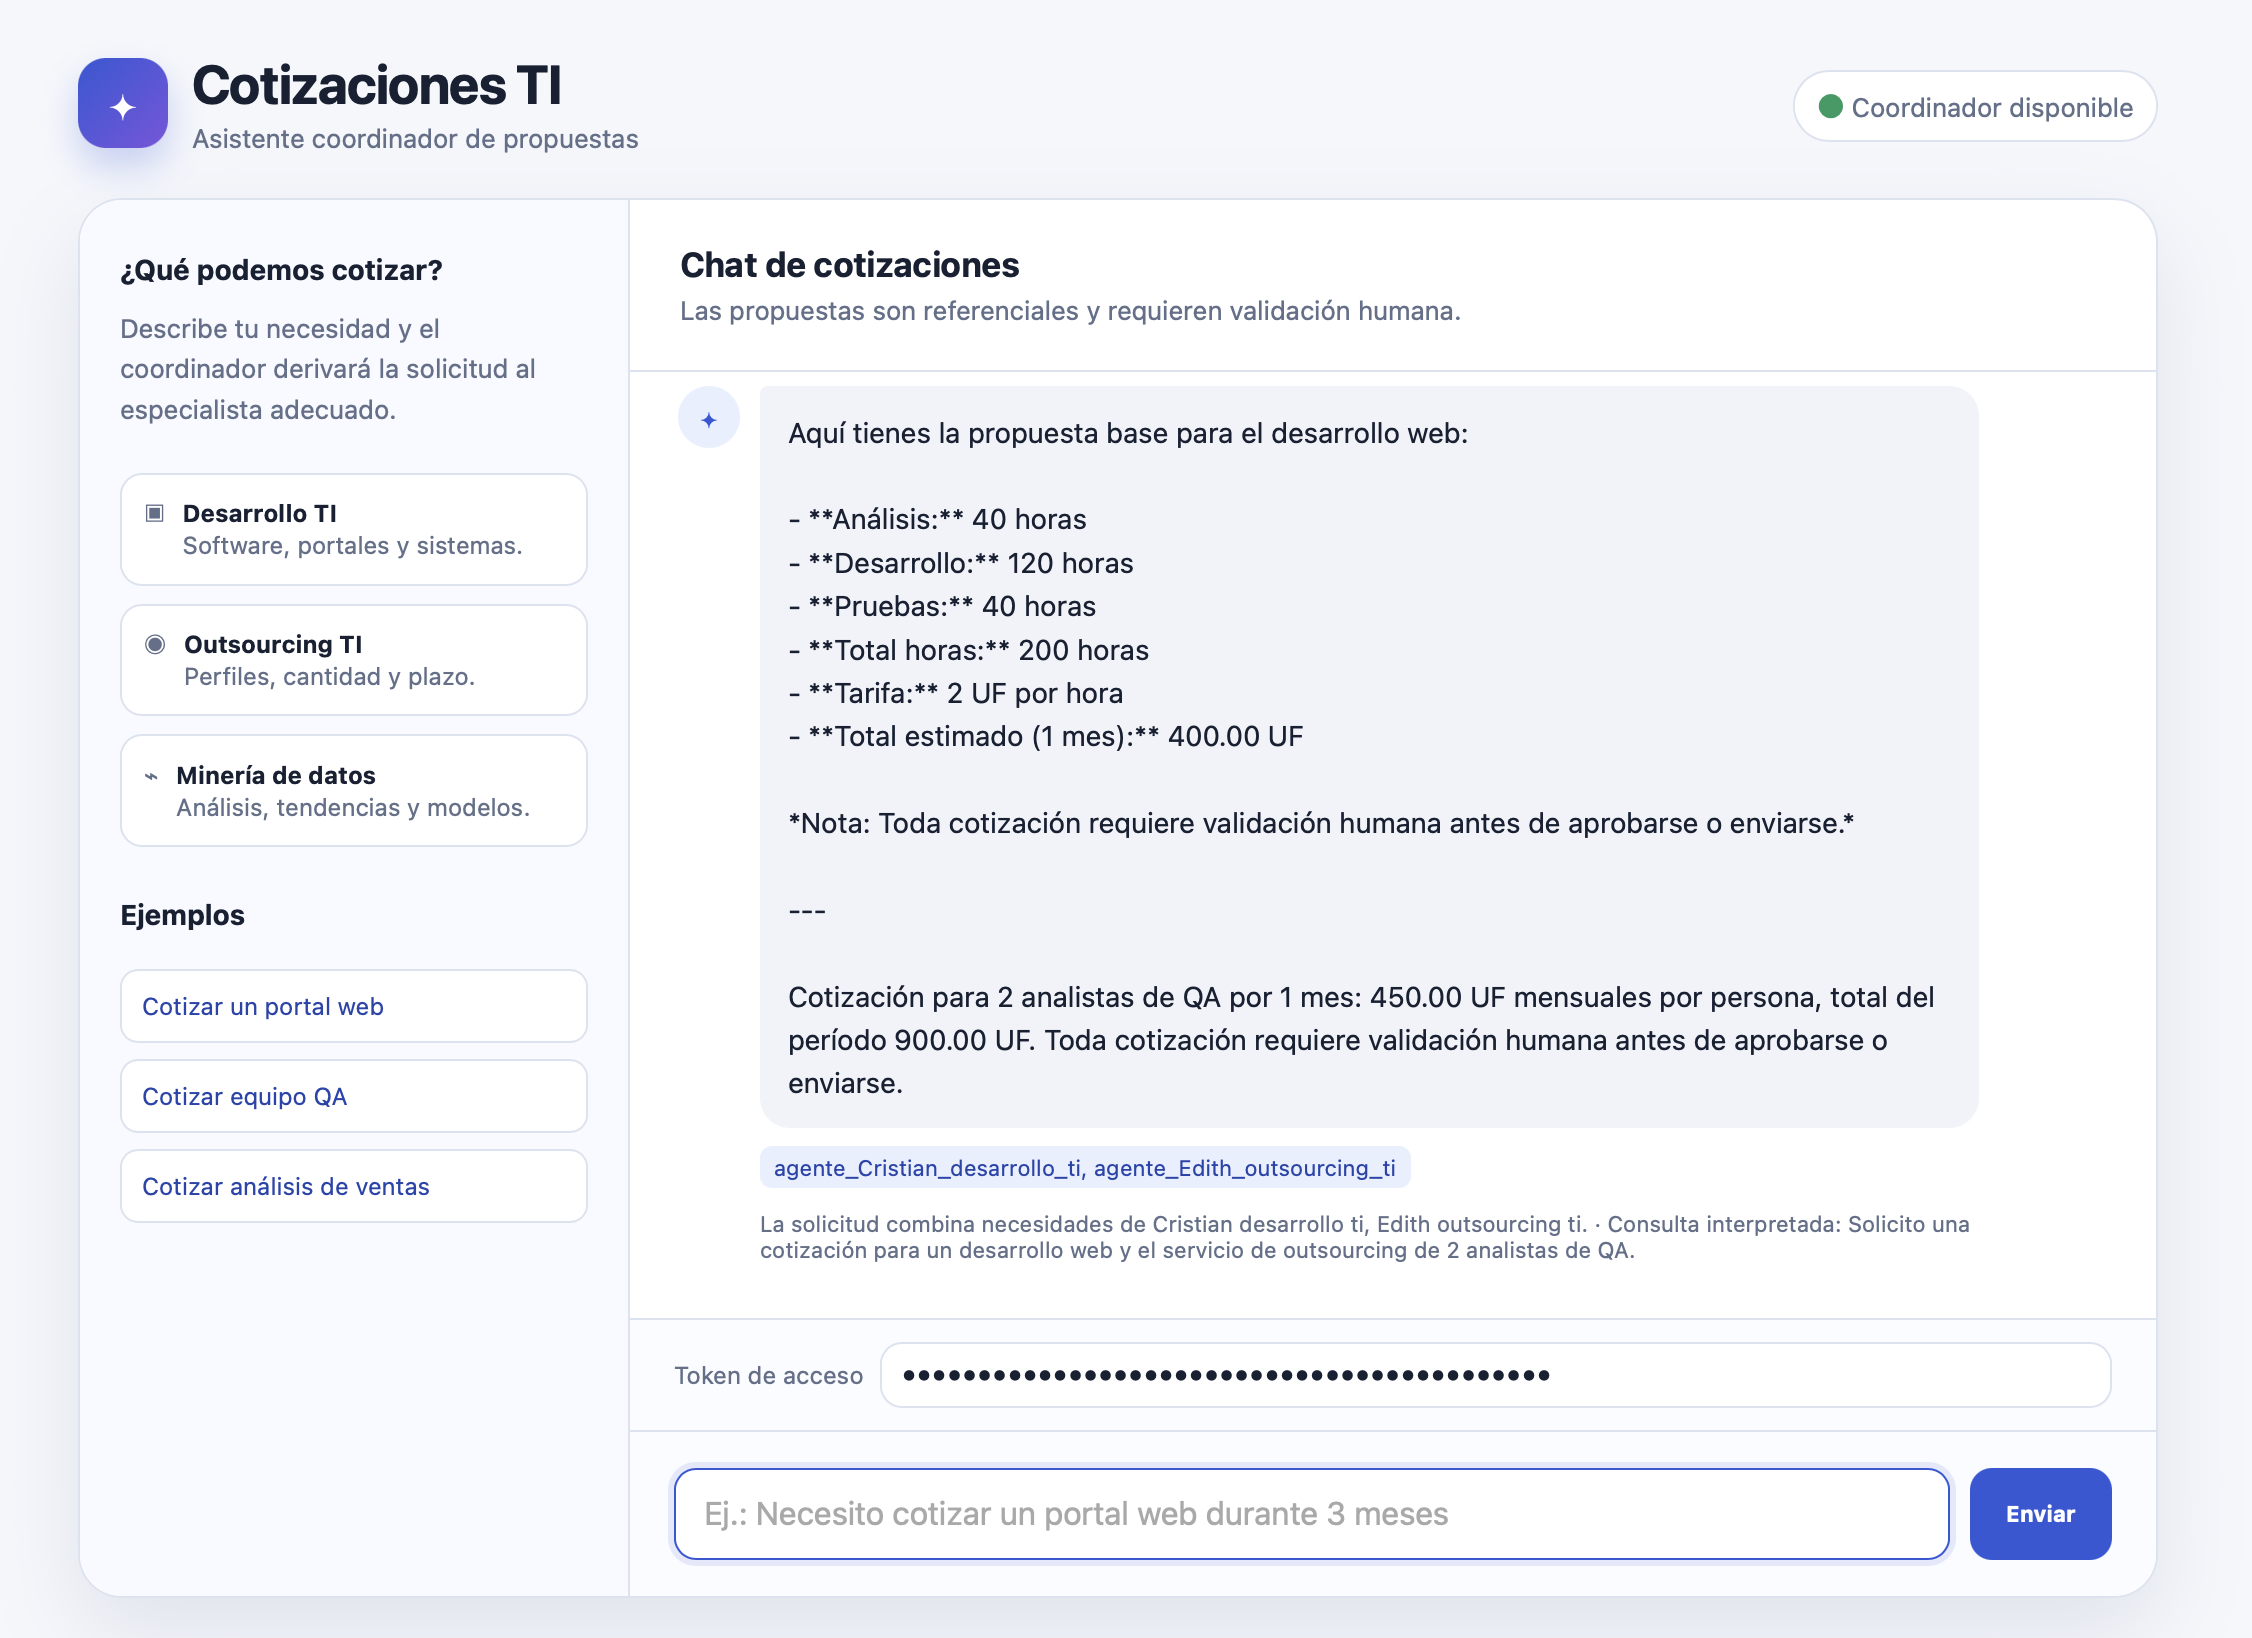 Cotizaciones TI
Asistente coordinador de propuestas
Coordinador disponible
¿Qué podemos cotizar?
Describe tu necesidad y el
coordinador derivará la solicitud al
especialista adecuado.
Desarrollo TI
Software, portales y sistemas.
Outsourcing TI
Perfiles, cantidad y plazo.
Minería de datos
Análisis, tendencias y modelos.
Ejemplos
Cotizar un portal web
Cotizar equipo QA
Cotizar análisis de ventas
Chat de cotizaciones
Las propuestas son referenciales y requieren validación humana.
Aquí tienes la propuesta base para el desarrollo web:
- **Análisis:** 40 horas
- **Desarrollo:** 120 horas
- **Pruebas:** 40 horas
- **Total horas:** 200 horas
- **Tarifa:** 2 UF por hora
- **Total estimado (1 mes):** 400.00 UF
*Nota: Toda cotización requiere validación humana antes de aprobarse o enviarse.*
---
Cotización para 2 analistas de QA por 1 mes: 450.00 UF mensuales por persona, total del
período 900.00 UF. Toda cotización requiere validación humana antes de aprobarse o
enviarse.
agente_Cristian_desarrollo_ti, agente_Edith_outsourcing_ti
La solicitud combina necesidades de Cristian desarrollo ti, Edith outsourcing ti. · Consulta interpretada: Solicito una
cotización para un desarrollo web y el servicio de outsourcing de 2 analistas de QA.
Token de acceso
Ej.: Necesito cotizar un portal web durante 3 meses
Enviar